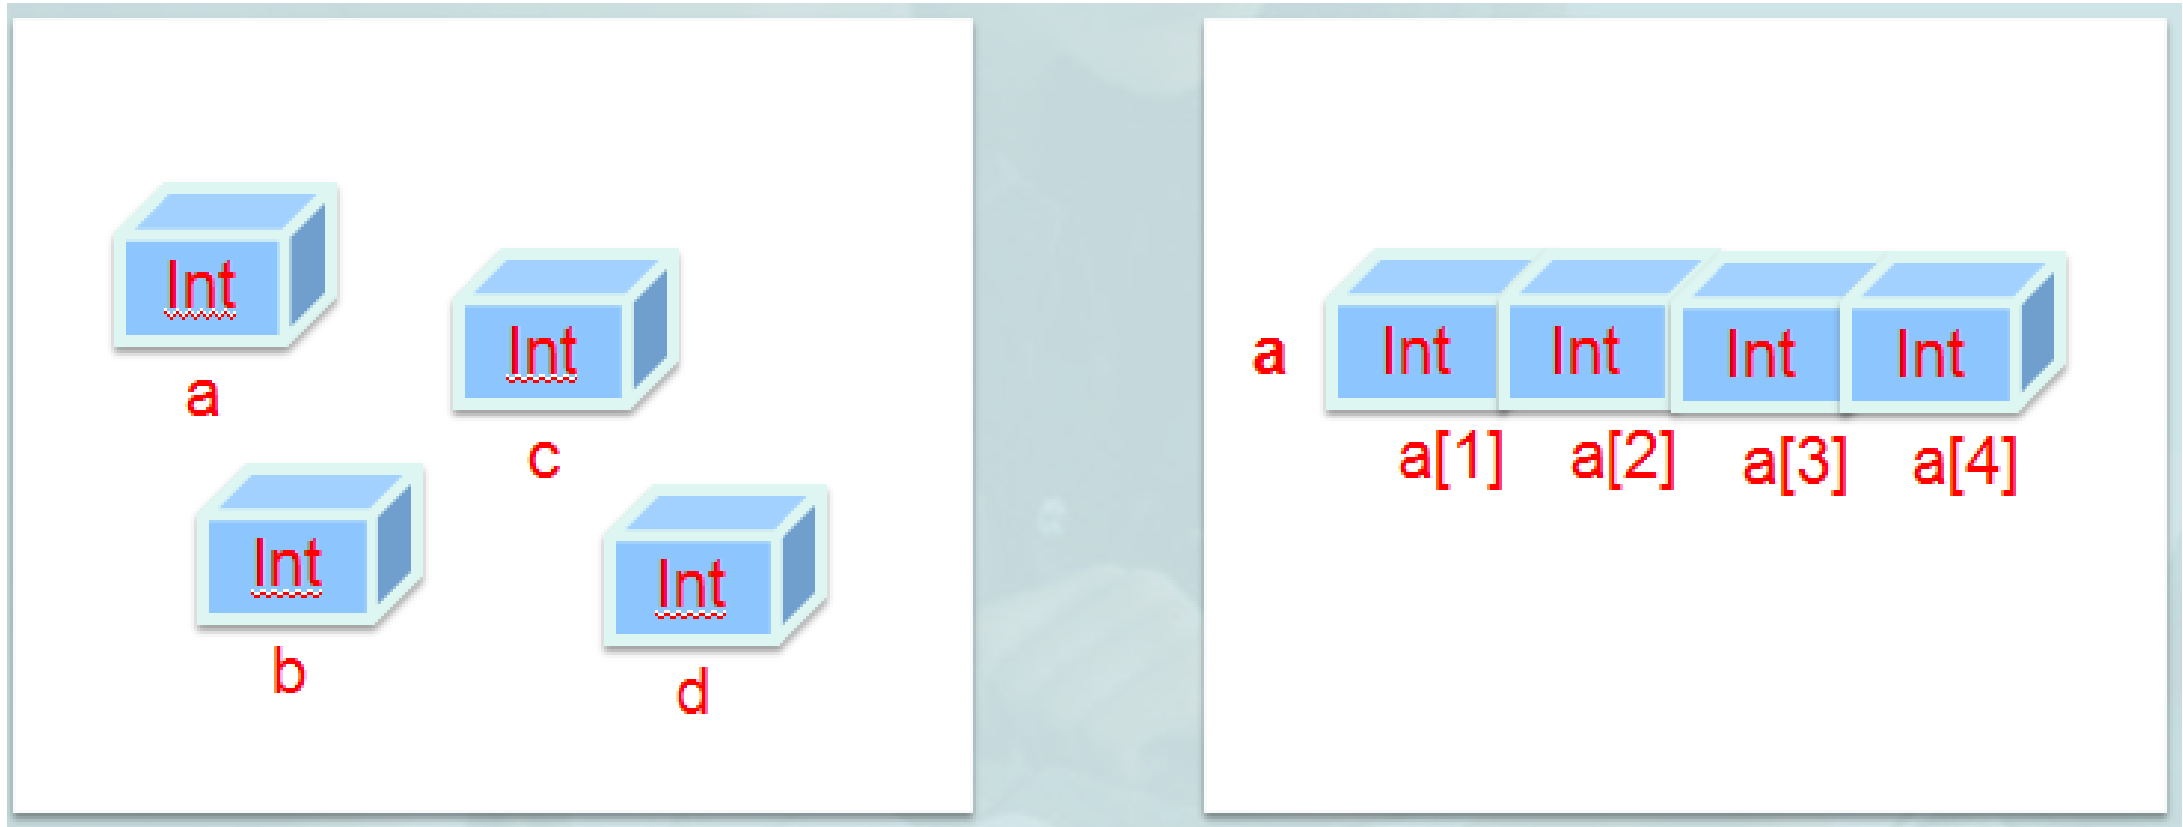 Int
a
Int
c
Int
b
Int
d
a
Int Int Int Int
a[1] a[2] a[3] a[4]